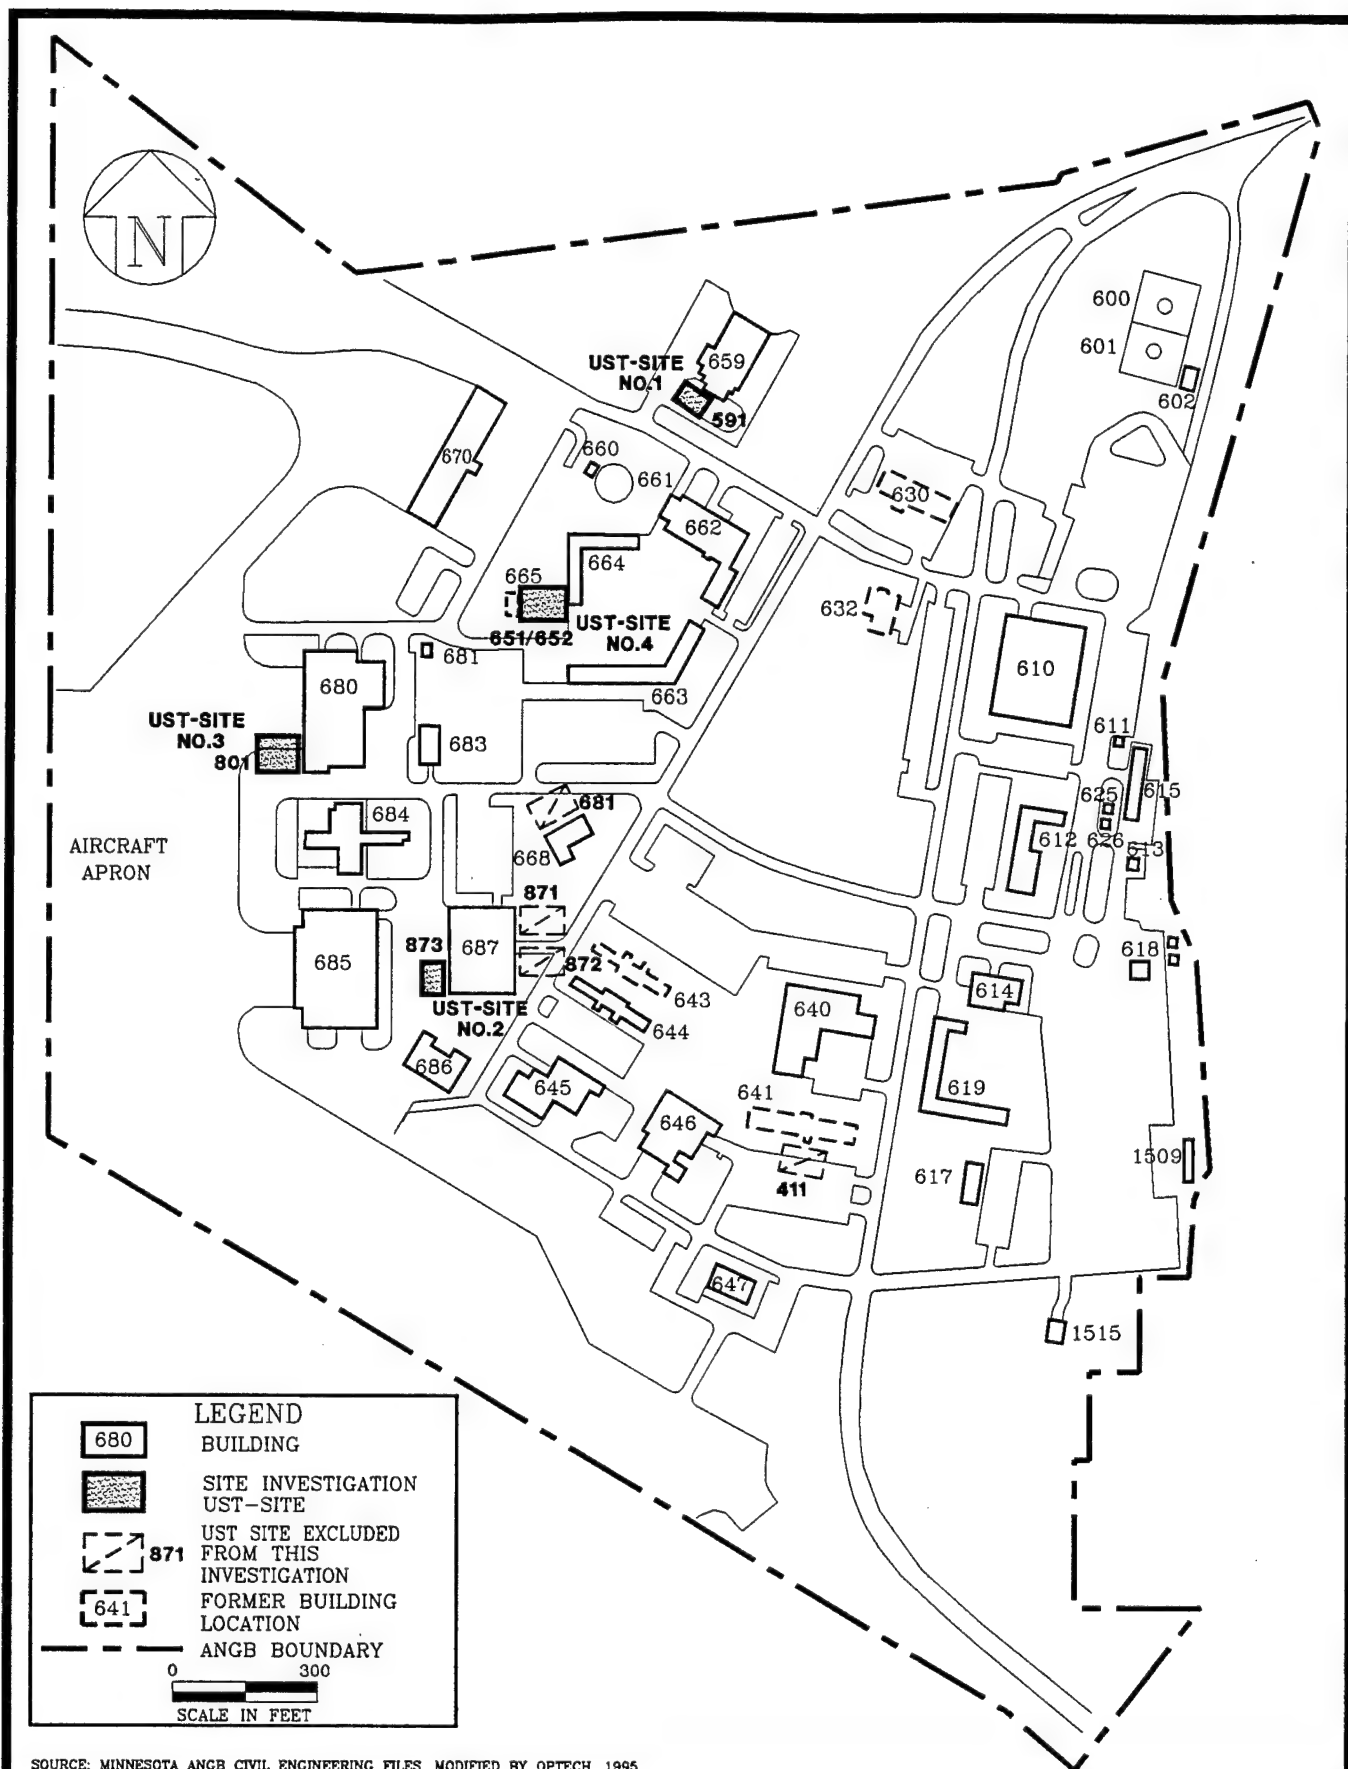 N
600
601
602
UST-SITE
NO.1
659
591
670
660
661
630
662
664
665
632
UST-SITE
NO.4
651/652
681
680
610
663
UST-SITE
NO.3
801
683
611
615
625
626
613
612
681
684
668
AIRCRAFT
APRON
871
873
687
872
685
618
643
614
640
UST-SITE
NO.2
644
686
645
619
641
646
1509
617
411
647
1515
LEGEND
680
BUILDING
SITE INVESTIGATION
UST-SITE
871
UST SITE EXCLUDED
FROM THIS
INVESTIGATION
641
FORMER BUILDING
LOCATION
ANGB BOUNDARY
0 300
SCALE IN FEET
SOURCE: MINNESOTA ANGB CIVIL ENGINEERING FILES, MODIFIED BY OPTECH, 1995